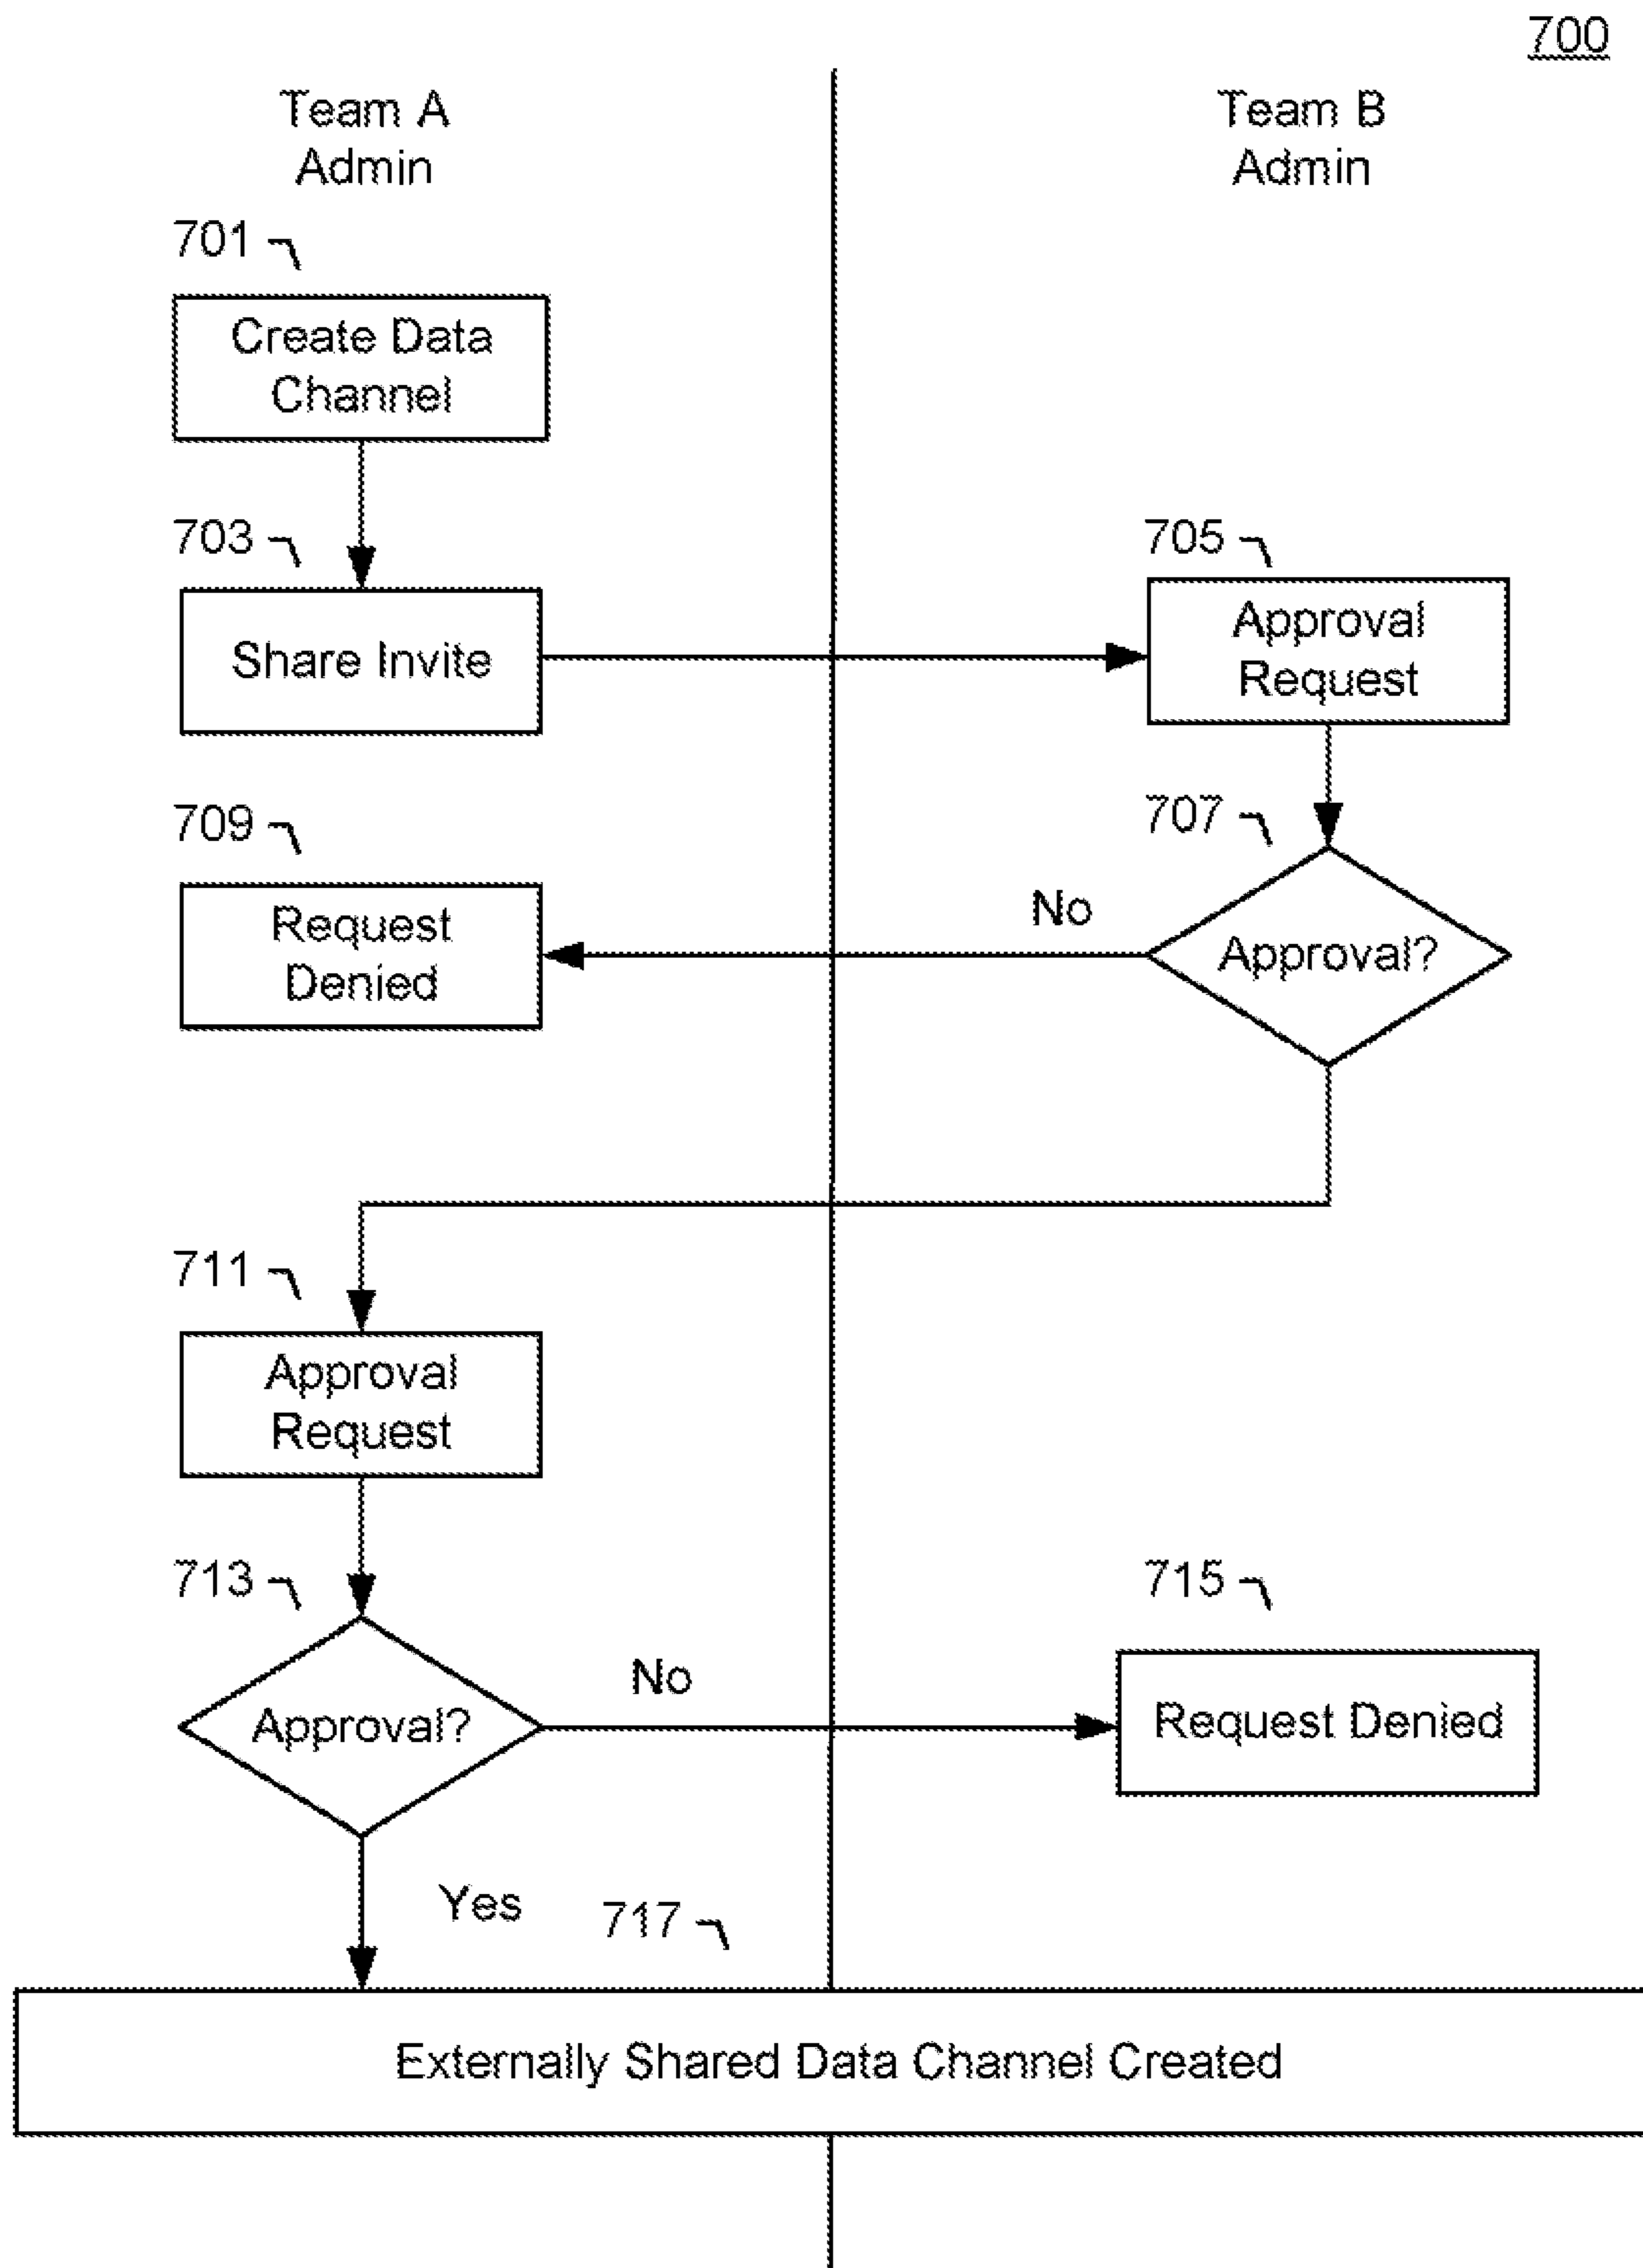 700
Team A
Admin
Team B
Admin
701
Create Data
Channel
703
Share Invite
705
Approval
Request
707
Approval?
No
709
Request
Denied
711
Approval
Request
713
Approval?
No
715
Request Denied
Yes
717
Externally Shared Data Channel Created